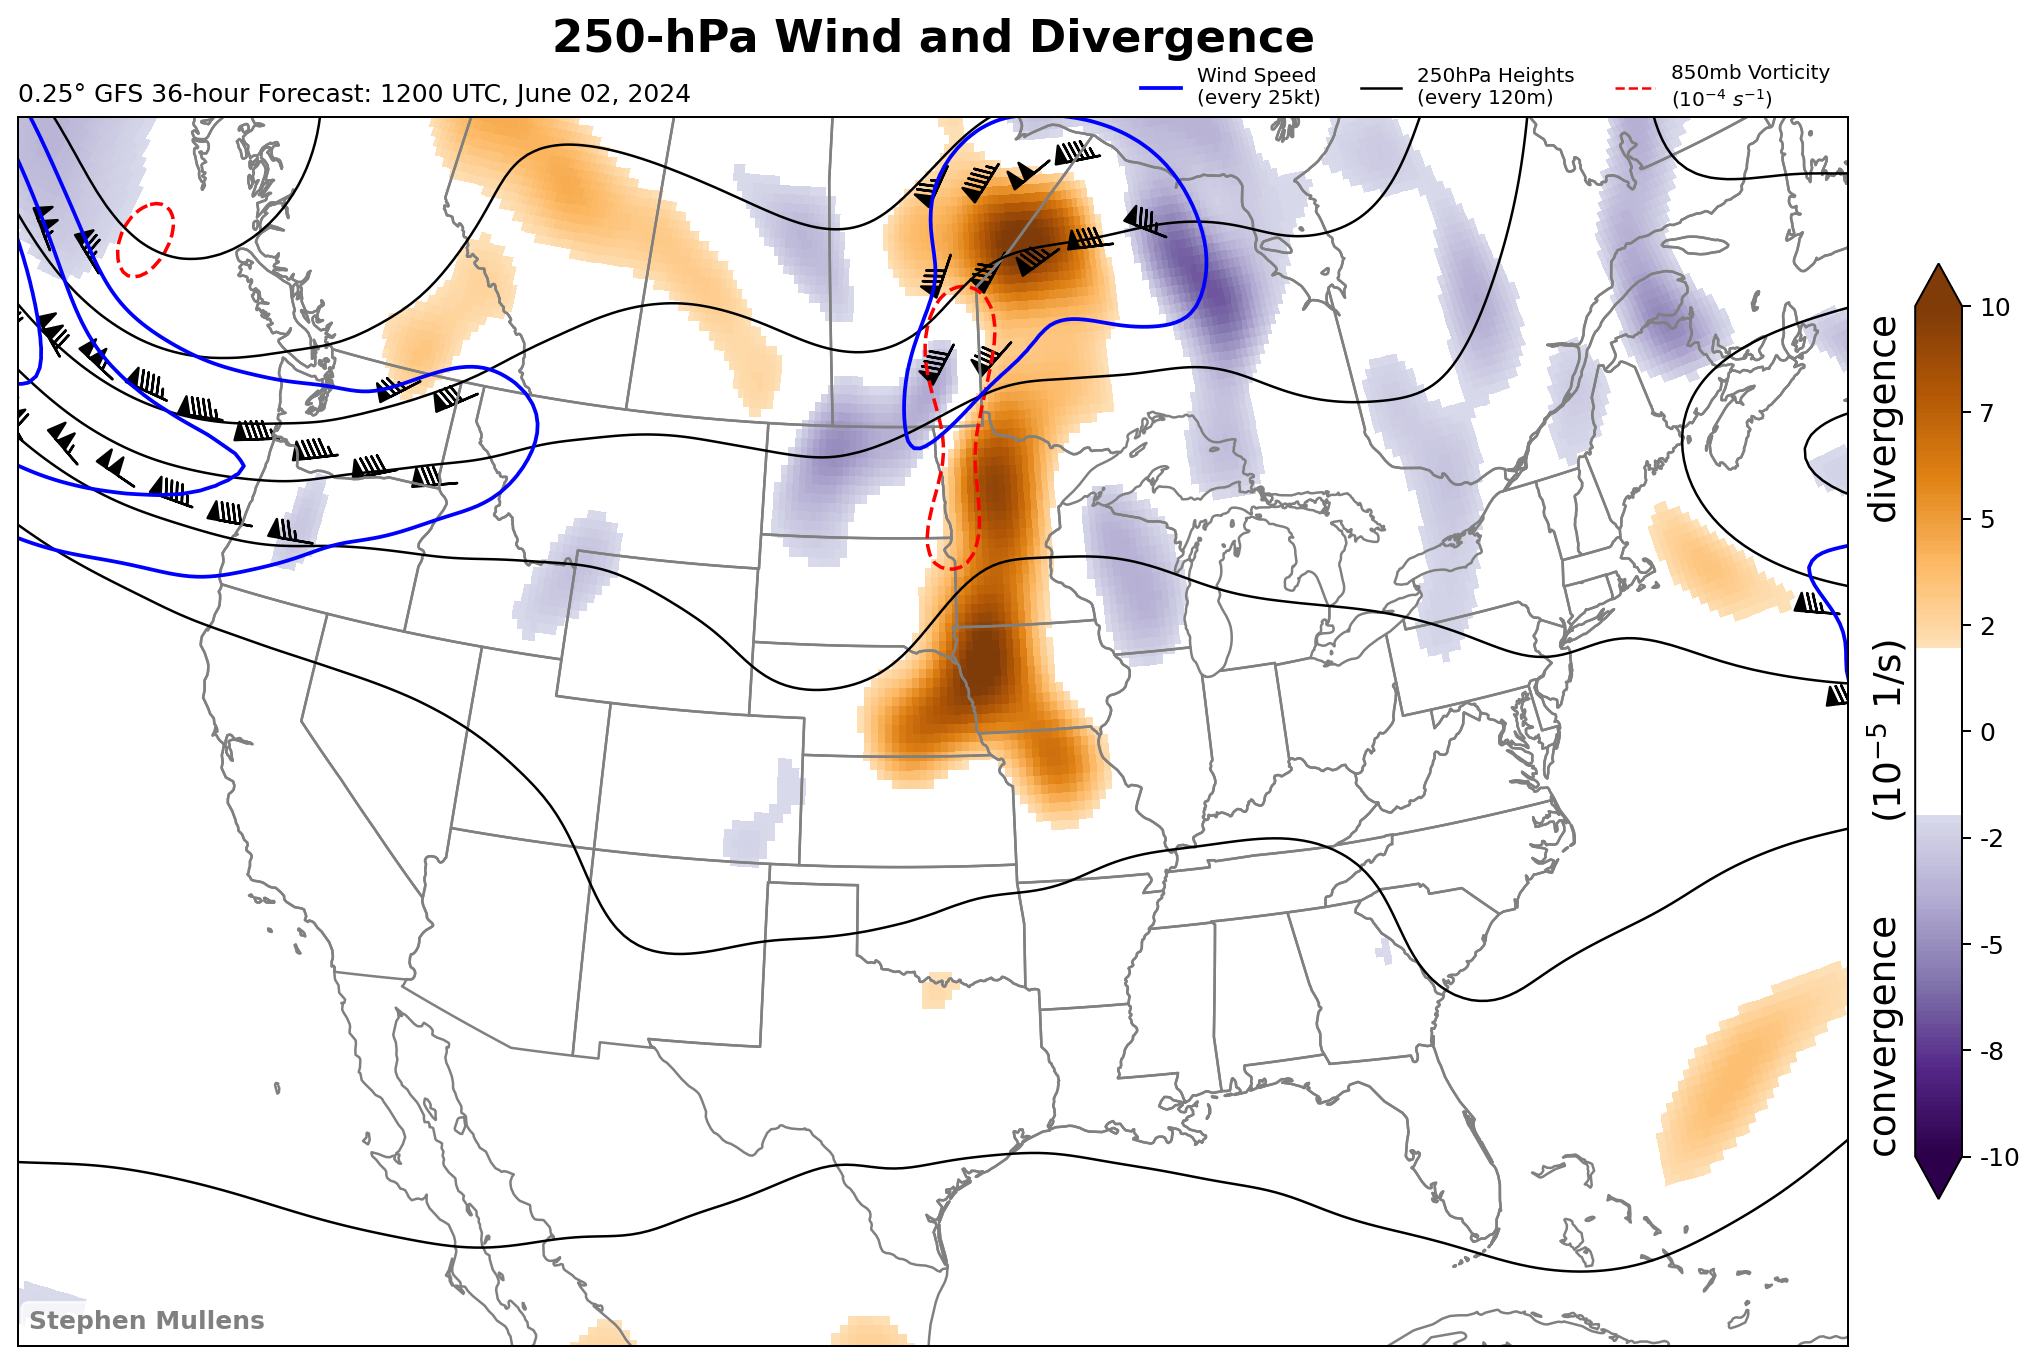 250-hPa Wind and Divergence
0.25° GFS 36-hour Forecast: 1200 UTC, June 02, 2024
Wind Speed
(every 25kt)
250hPa Heights
(every 120m)
850mb Vorticity
(10⁻⁴ s⁻¹)
10
7
5
2
0
-2
-5
-8
-10
convergence (10⁻⁵ 1/s) divergence
Stephen Mullens